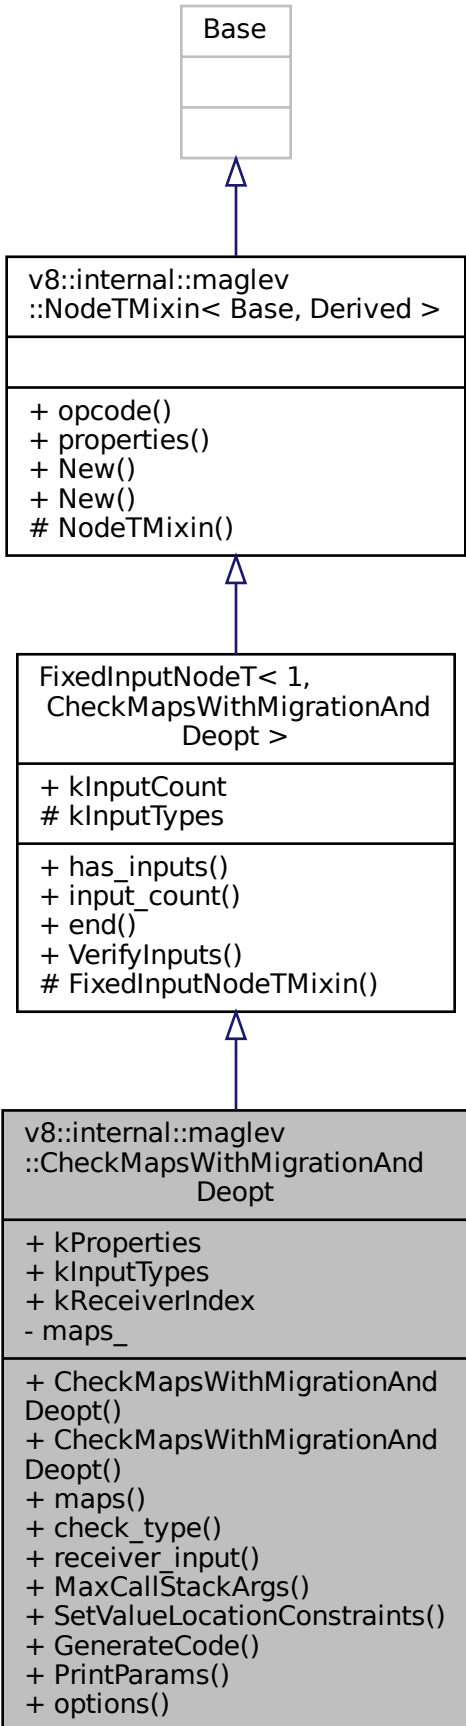 Base
v8::internal::maglev
::NodeTMixin< Base, Derived >
+ opcode()
+ properties()
+ New()
+ New()
# NodeTMixin()
FixedInputNodeT< 1,
CheckMapsWithMigrationAnd
Deopt >
+ kInputCount
# kInputTypes
+ has_inputs()
+ input_count()
+ end()
+ VerifyInputs()
# FixedInputNodeTMixin()
v8::internal::maglev
::CheckMapsWithMigrationAnd
Deopt
+ kProperties
+ kInputTypes
+ kReceiverIndex
- maps_
+ CheckMapsWithMigrationAnd
Deopt()
+ CheckMapsWithMigrationAnd
Deopt()
+ maps()
+ check_type()
+ receiver_input()
+ MaxCallStackArgs()
+ SetValueLocationConstraints()
+ GenerateCode()
+ PrintParams()
+ options()